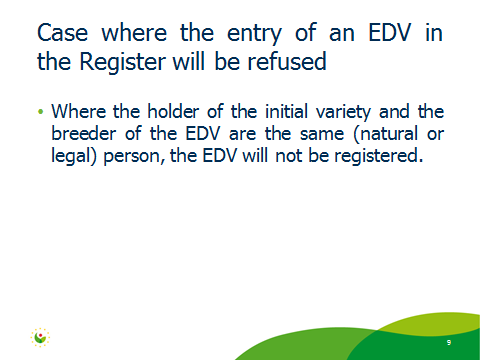 Case where the entry of an EDV in
the Register will be refused
• Where the holder of the initial variety and the
breeder of the EDV are the same (natural or
legal) person, the EDV will not be registered.
9